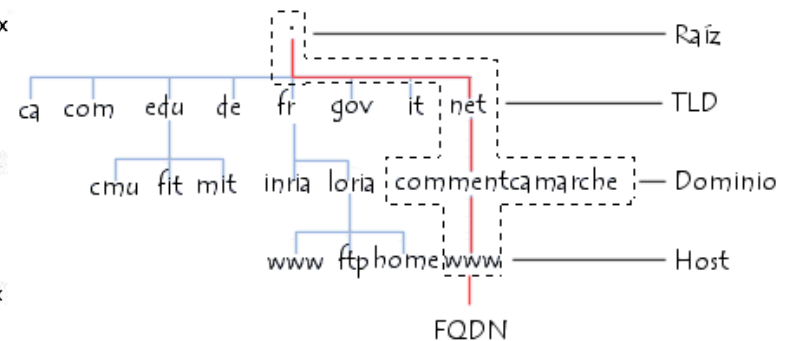 x
. Raíz
ca com edu de fr gov it net TLD
cmu fit mit inria loria commentcamarche Dominio
www ftp home www Host
FQDN